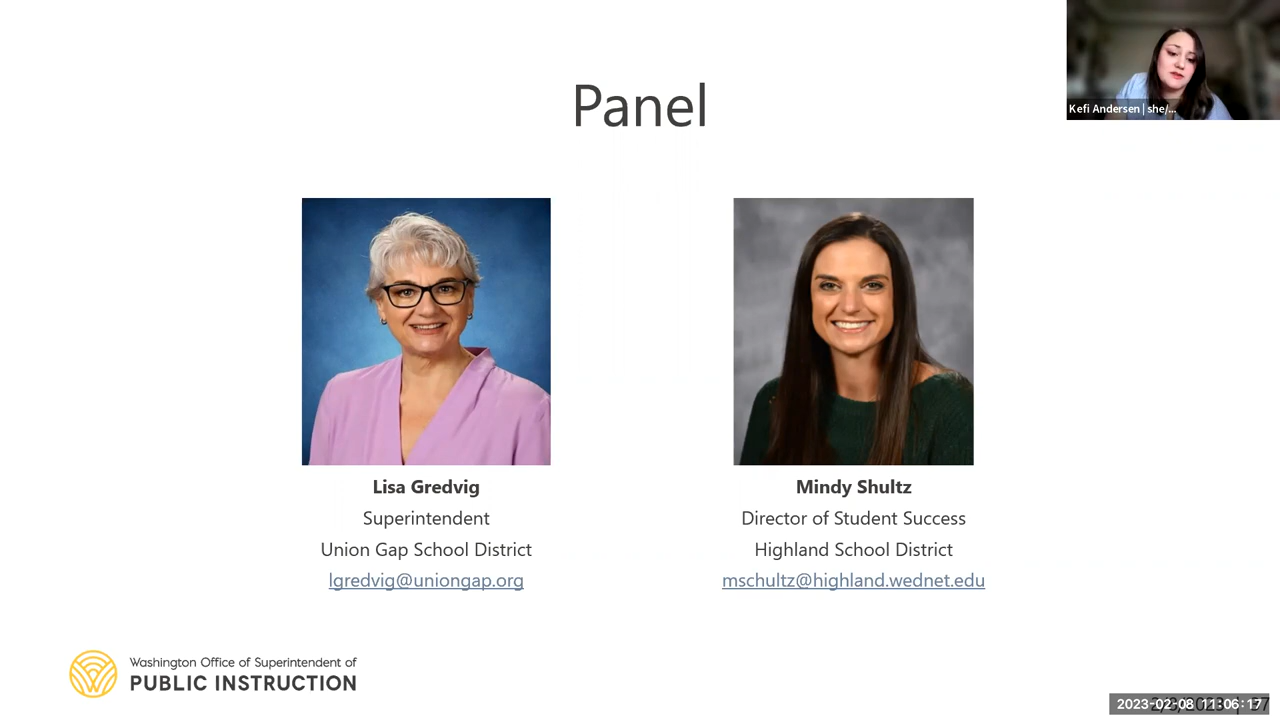 Kefi Andersen | she/...
Panel
Lisa Gredvig
Superintendent
Union Gap School District
lgredvig@uniongap.org
Mindy Shultz
Director of Student Success
Highland School District
mschultz@highland.wednet.edu
Washington Office of Superintendent of
PUBLIC INSTRUCTION
2023-02-08 11:06:17